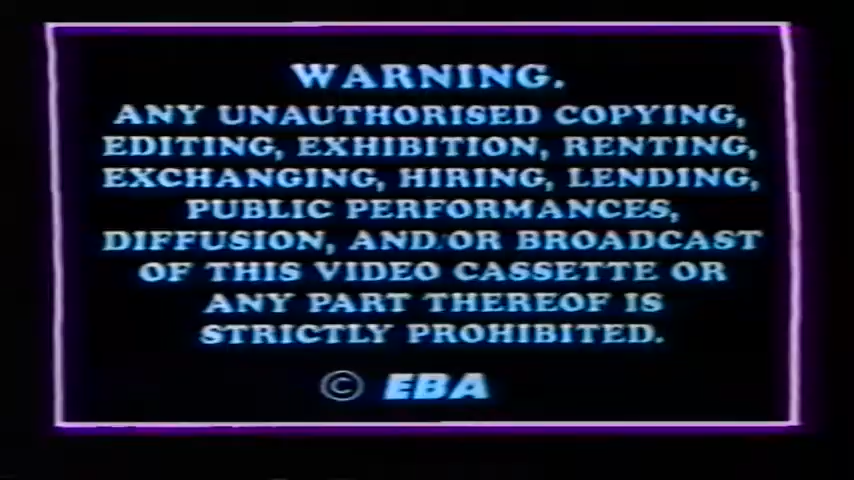 WARNING.
ANY UNAUTHORISED COPYING,
EDITING, EXHIBITION, RENTING,
EXCHANGING, HIRING, LENDING,
PUBLIC PERFORMANCES,
DIFFUSION, AND/OR BROADCAST
OF THIS VIDEO CASSETTE OR
ANY PART THEREOF IS
STRICTLY PROHIBITED.
© EBA